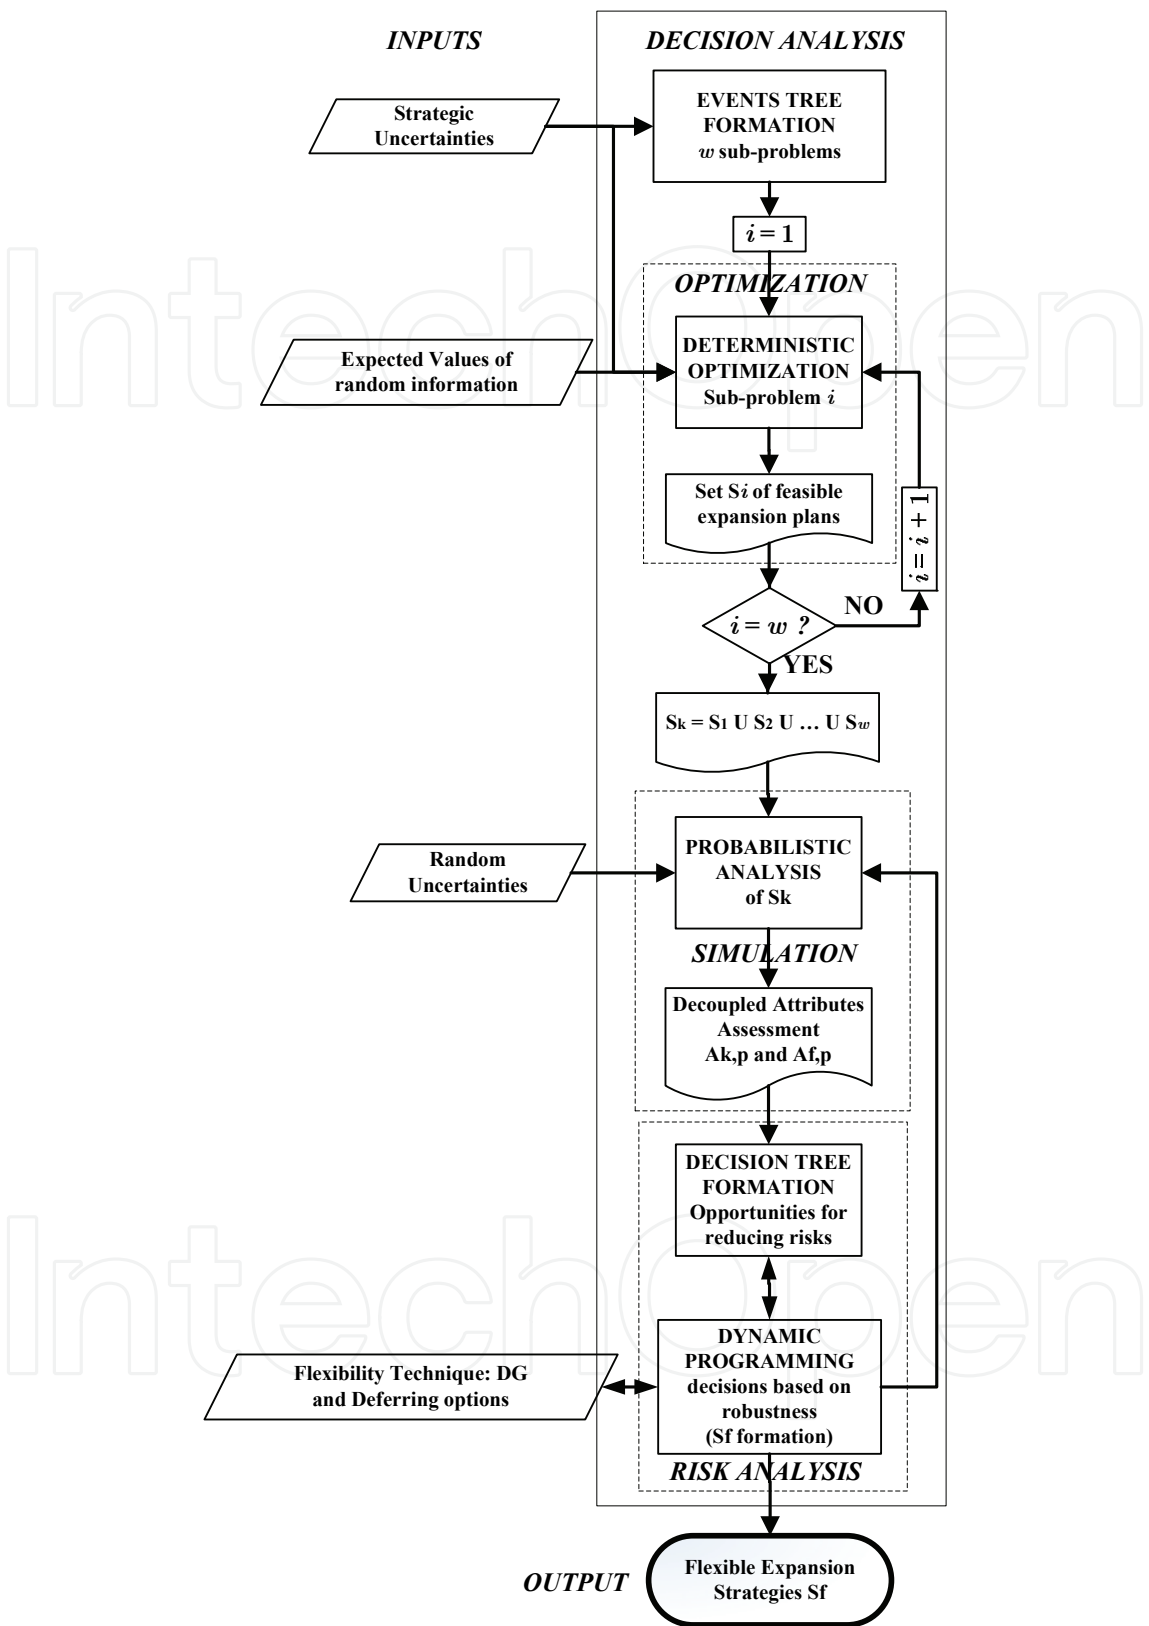 INPUTS
DECISION ANALYSIS
EVENTS TREE
FORMATION
w sub-problems
Strategic
Uncertainties
i = 1
OPTIMIZATION
DETERMINISTIC
OPTIMIZATION
Sub-problem i
Expected Values of
random information
Set Si of feasible
expansion plans
i = i + 1
i = w ?
NO
YES
Sk = S1 U S2 U … U Sw
PROBABILISTIC
ANALYSIS
of Sk
Random
Uncertainties
SIMULATION
Decoupled Attributes
Assessment
Ak,p and Af,p
DECISION TREE
FORMATION
Opportunities for
reducing risks
DYNAMIC
PROGRAMMING
decisions based on
robustness
(Sf formation)
Flexibility Technique: DG
and Deferring options
RISK ANALYSIS
OUTPUT
Flexible Expansion
Strategies Sf
IntechOpen
IntechOpen